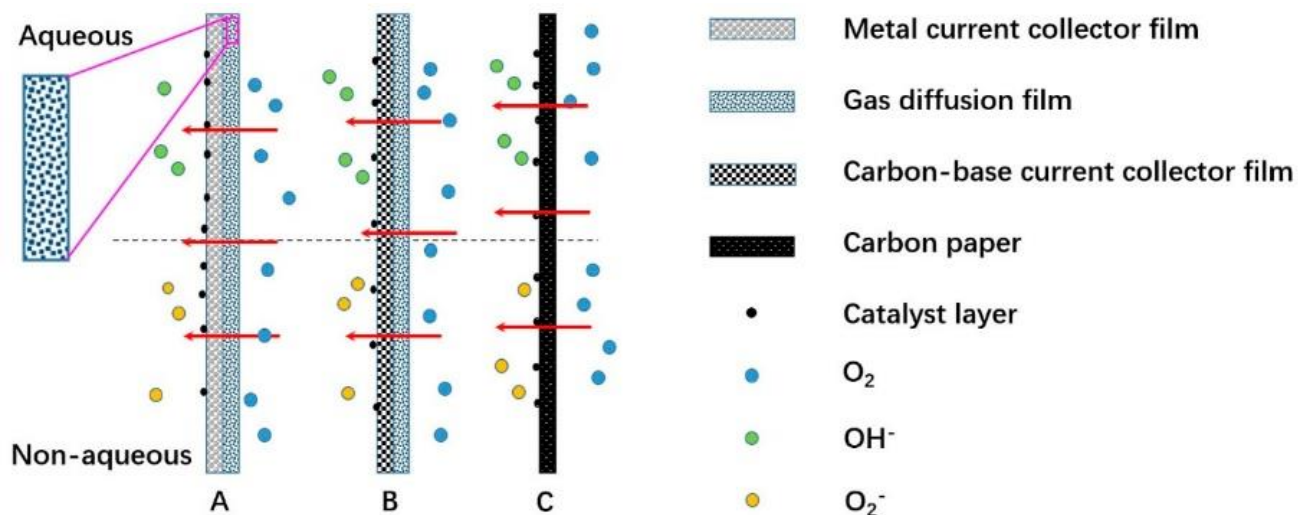 Aqueous
Non-aqueous
A
B
C
Metal current collector film
Gas diffusion film
Carbon-base current collector film
Carbon paper
Catalyst layer
O₂
OH⁻
O₂⁻